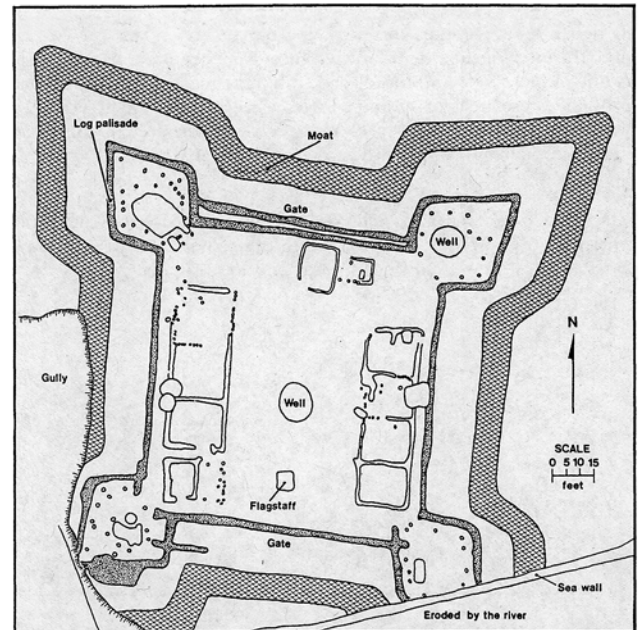 Log palisade
Moat
Gate
Well
N
Gully
Well
SCALE
0 5 10 15
feet
Flagstaff
Gate
Sea wall
Eroded by the river